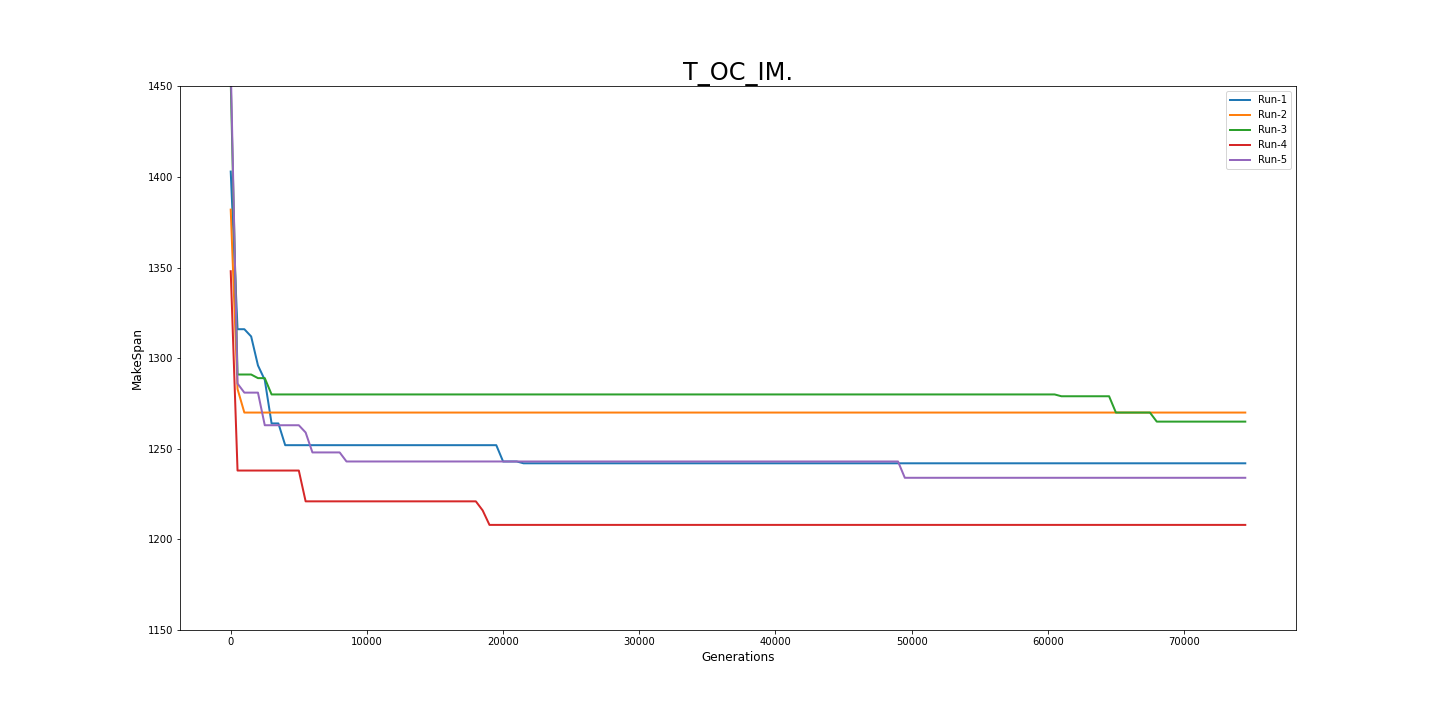 T_OC_IM.
1450
1400
1350
1300
1250
1200
1150
MakeSpan
0 10000 20000 30000 40000 50000 60000 70000
Generations
Run-1
Run-2
Run-3
Run-4
Run-5